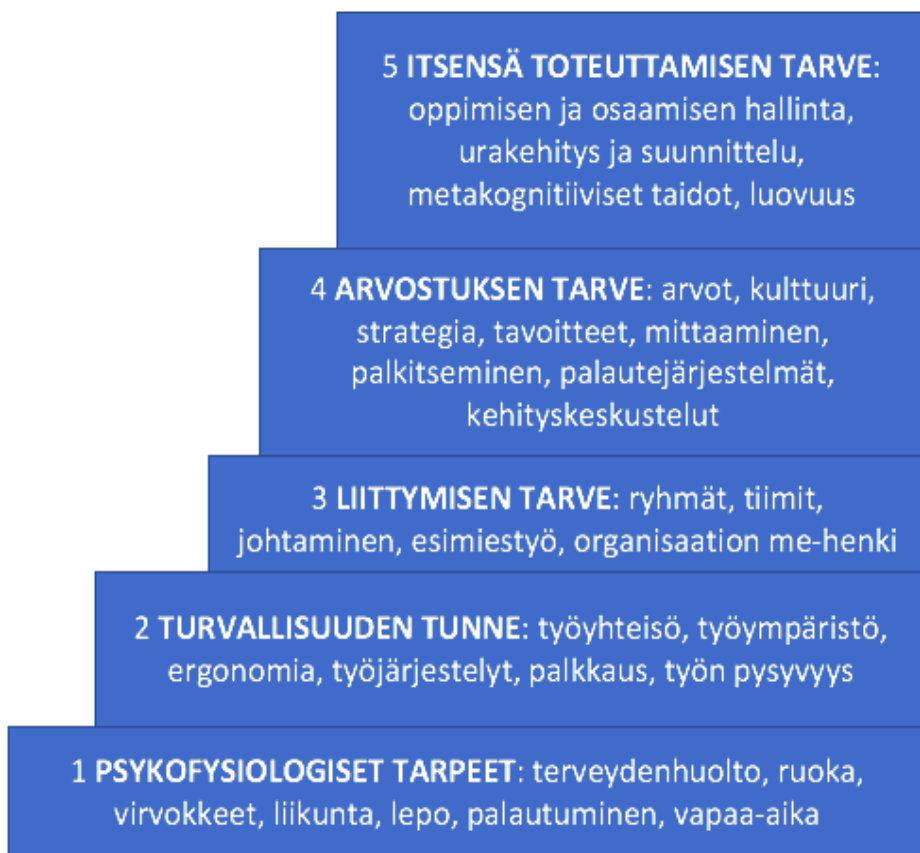 5 ITSENSÄ TOTEUTTAMISEN TARVE:
oppimisen ja osaamisen hallinta,
urakehitys ja suunnittelu,
metakognitiiviset taidot, luovuus
4 ARVOSTUKSEN TARVE: arvot, kulttuuri,
strategia, tavoitteet, mittaaminen,
palkitseminen, palautejärjestelmät,
kehityskeskustelut
3 LIITTYMISEN TARVE: ryhmät, tiimit,
johtaminen, esimiestyö, organisaation me-henki
2 TURVALLISUUDEN TUNNE: työyhteisö, työympäristö,
ergonomia, työjärjestelyt, palkkaus, työn pysyvyys
1 PSYKOFYSIOLOGISET TARPEET: terveydenhuolto, ruoka,
virvokkeet, liikunta, lepo, palautuminen, vapaa-aika